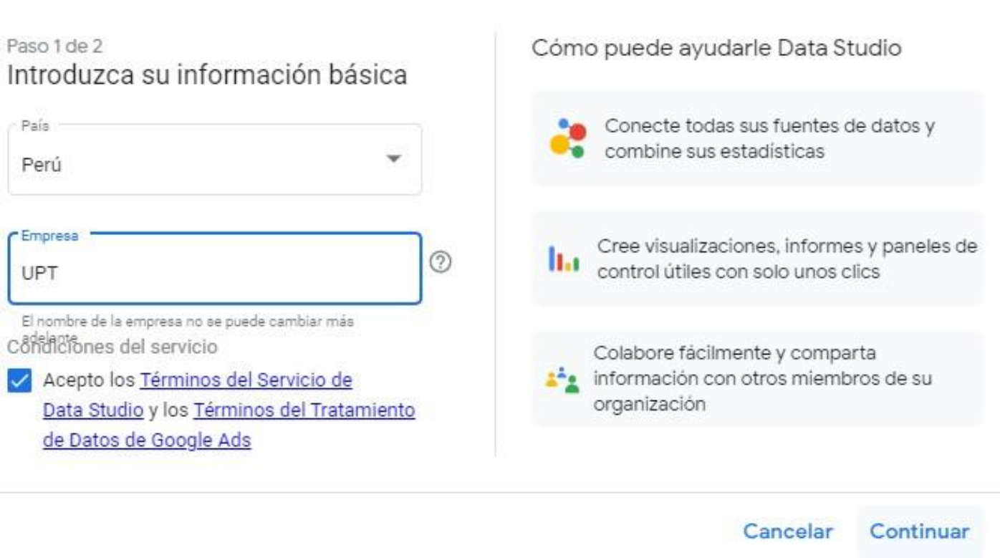 Paso 1 de 2
Introduzca su información básica
País
Perú
Empresa
UPT
El nombre de la empresa no se puede cambiar más
adelante
Condiciones del servicio
Acepto los Términos del Servicio de
Data Studio y los Términos del Tratamiento
de Datos de Google Ads
Cómo puede ayudarle Data Studio
Conecte todas sus fuentes de datos y
combine sus estadísticas
Cree visualizaciones, informes y paneles de
control útiles con solo unos clics
Colabore fácilmente y comparta
información con otros miembros de su
organización
Cancelar
Continuar